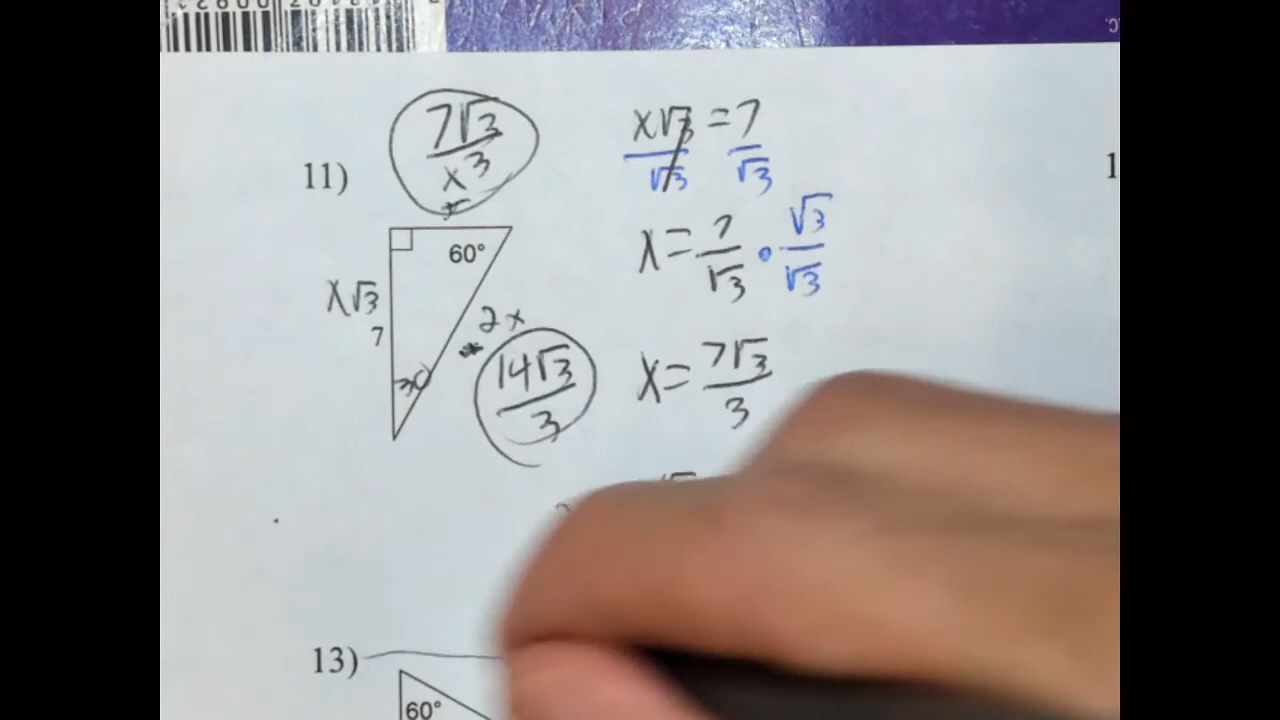 11)
7√3
x 3
x√3 = 7
√3 √3
60°
x√3
7
30
2x
14√3
3
x = 7/√3 • √3/√3
x = 7√3/3
13)
60°
1